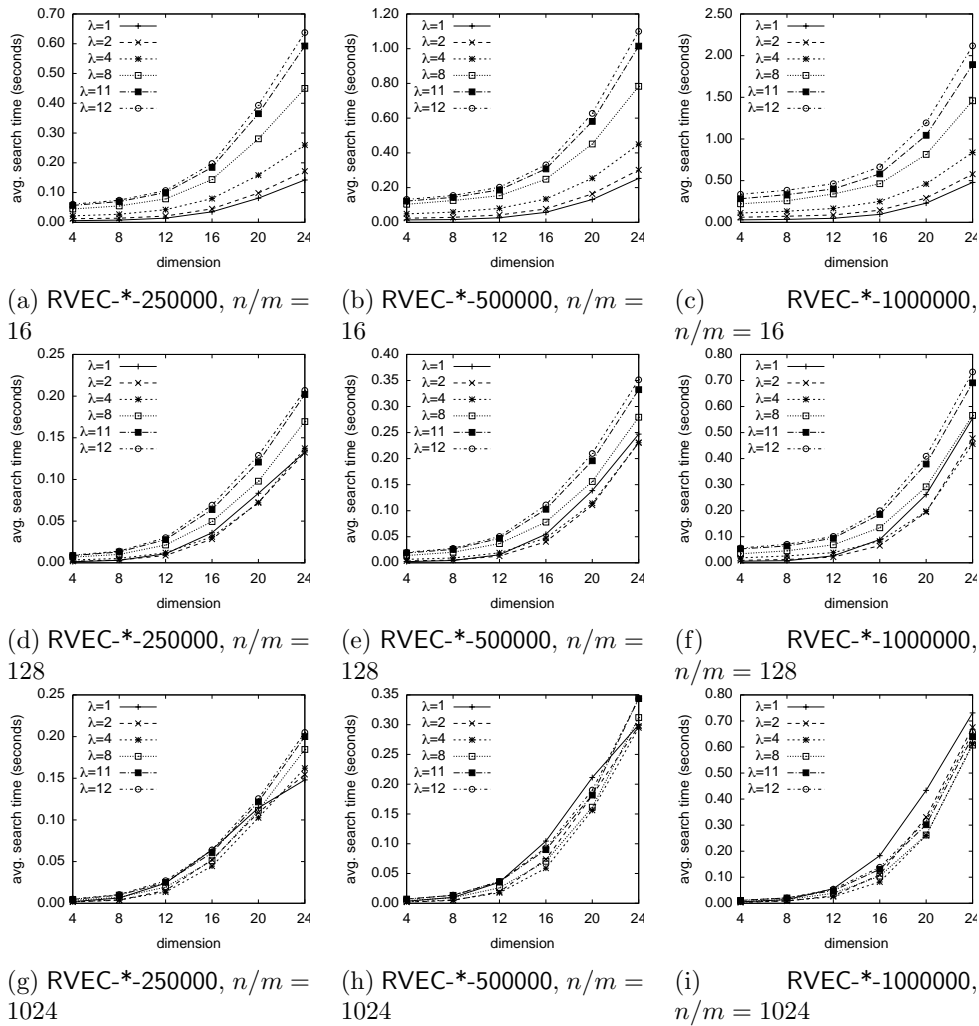 0.70
0.60
0.50
0.40
0.30
0.20
0.10
0.00
avg. search time (seconds)
λ=1
λ=2
λ=4
λ=8
λ=11
λ=12
4 8 12 16 20 24
dimension
1.20
1.00
0.80
0.60
0.40
0.20
0.00
avg. search time (seconds)
λ=1
λ=2
λ=4
λ=8
λ=11
λ=12
4 8 12 16 20 24
dimension
2.50
2.00
1.50
1.00
0.50
0.00
avg. search time (seconds)
λ=1
λ=2
λ=4
λ=8
λ=11
λ=12
4 8 12 16 20 24
dimension
(a) RVEC-*-250000, n/m =
16
(b) RVEC-*-500000, n/m =
16
(c) RVEC-*-1000000,
n/m = 16
0.25
0.20
0.15
0.10
0.05
0.00
avg. search time (seconds)
λ=1
λ=2
λ=4
λ=8
λ=11
λ=12
4 8 12 16 20 24
dimension
0.40
0.35
0.30
0.25
0.20
0.15
0.10
0.05
0.00
avg. search time (seconds)
λ=1
λ=2
λ=4
λ=8
λ=11
λ=12
4 8 12 16 20 24
dimension
0.80
0.70
0.60
0.50
0.40
0.30
0.20
0.10
0.00
avg. search time (seconds)
λ=1
λ=2
λ=4
λ=8
λ=11
λ=12
4 8 12 16 20 24
dimension
(d) RVEC-*-250000, n/m =
128
(e) RVEC-*-500000, n/m =
128
(f) RVEC-*-1000000,
n/m = 128
0.25
0.20
0.15
0.10
0.05
0.00
avg. search time (seconds)
λ=1
λ=2
λ=4
λ=8
λ=11
λ=12
4 8 12 16 20 24
dimension
0.35
0.30
0.25
0.20
0.15
0.10
0.05
0.00
avg. search time (seconds)
λ=1
λ=2
λ=4
λ=8
λ=11
λ=12
4 8 12 16 20 24
dimension
0.80
0.70
0.60
0.50
0.40
0.30
0.20
0.10
0.00
avg. search time (seconds)
λ=1
λ=2
λ=4
λ=8
λ=11
λ=12
4 8 12 16 20 24
dimension
(g) RVEC-*-250000, n/m =
1024
(h) RVEC-*-500000, n/m =
1024
(i) RVEC-*-1000000,
n/m = 1024